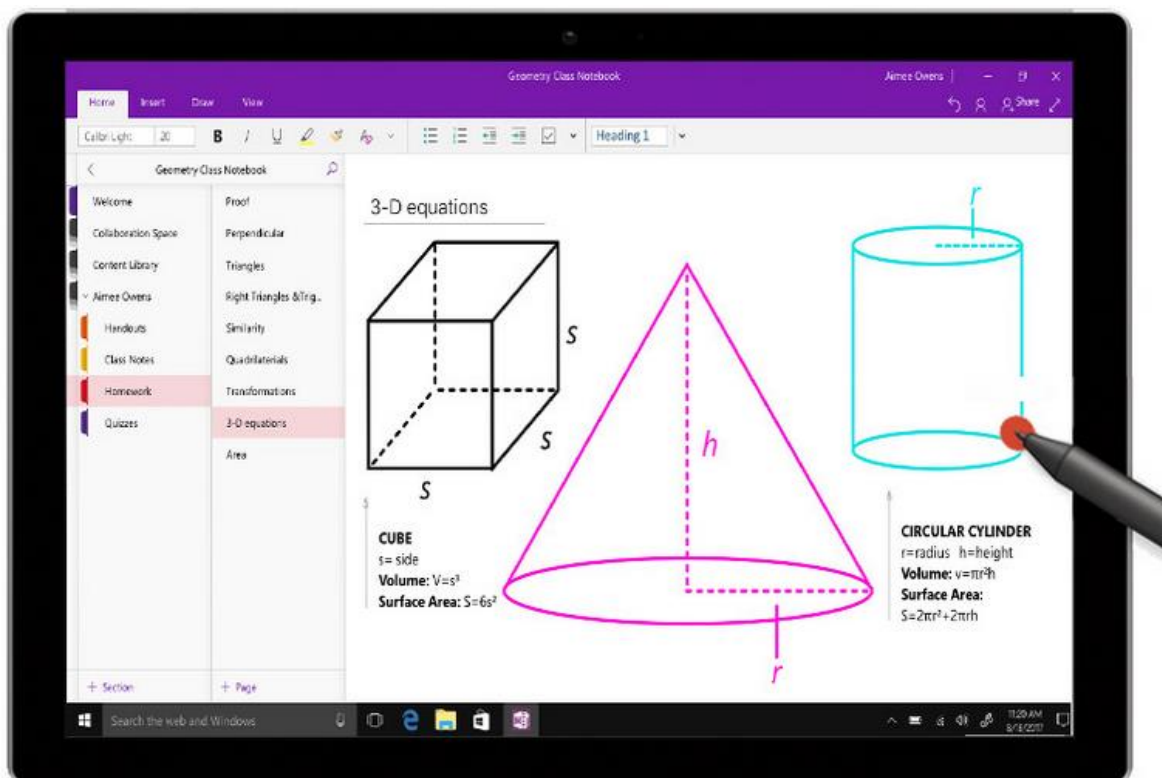 Geometry Class Notebook
Aimee Owens
Home Insert Draw View
Share
Calibri Light 20 B I U Heading 1
Geometry Class Notebook
Welcome
Collaboration Space
Content Library
Aimee Owens
Handouts
Class Notes
Homework
Quizzes
+ Section
Proof
Perpendicular
Triangles
Right Triangles &Trig...
Similarity
Quadrilaterials
Transformations
3-D equations
Area
+ Page
3-D equations
S
S
S
CUBE
s= side
Volume: V=s³
Surface Area: S=6s²
h
r
r
CIRCULAR CYLINDER
r=radius h=height
Volume: v=πr²h
Surface Area:
S=2πr²+2πrh
Search the web and Windows
11:20 AM
8/18/2017